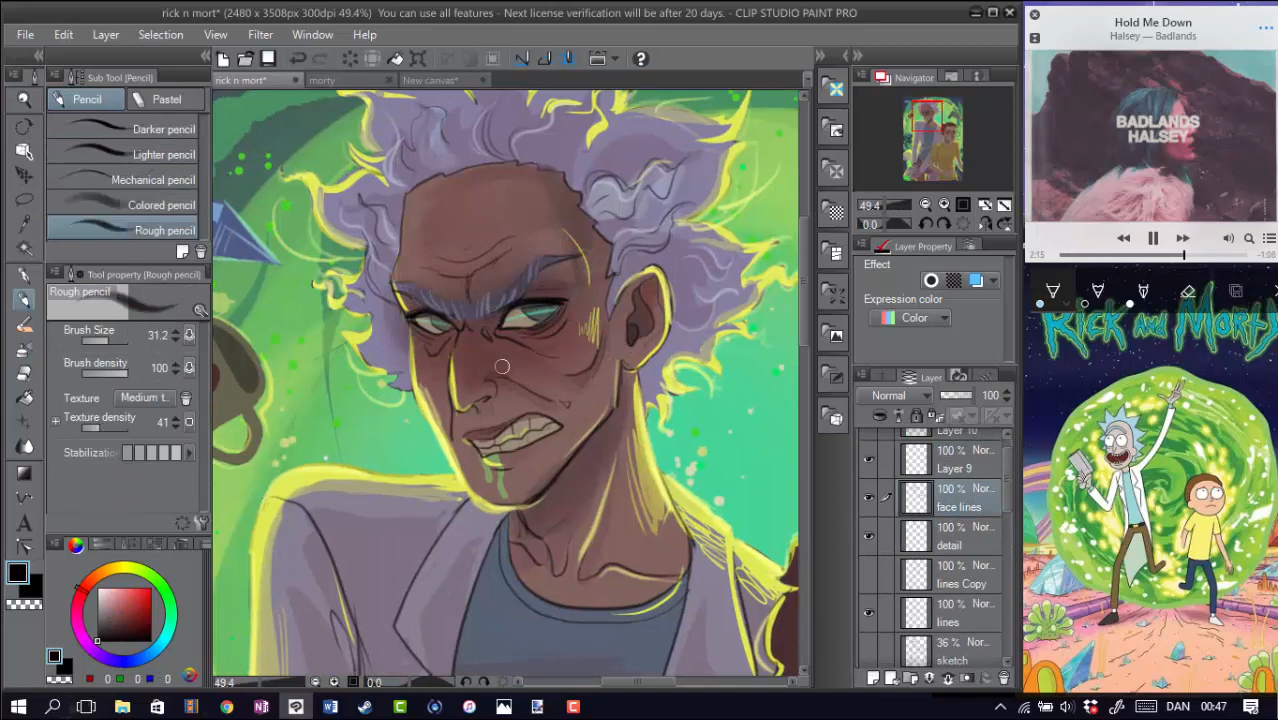 rick n mort* (2480 x 3508px 300dpi 49.4%)  You can use all features - Next license verification will be after 20 days. - CLIP STUDIO PAINT PRO
File Edit Layer Selection View Filter Window Help
rick n mort* morty New canvas*
Sub Tool [Pencil]
Pencil Pastel
Darker pencil
Lighter pencil
Mechanical pencil
Colored pencil
Rough pencil
Tool property [Rough pencil]
Rough pencil
Brush Size 31.2
Brush density 100
Texture Medium t..
Texture density 41
Stabilization
0 0 0
49.4 0.0
Navigator
49.4
0.0
Layer Property
Effect
Expression color
Color
Layer
Normal 100
Layer 10
100 % Nor...
Layer 9
100 % Nor...
face lines
100 % Nor...
detail
100 % Nor...
lines Copy
100 % Nor...
lines
36 % Nor...
sketch
Hold Me Down
Halsey — Badlands
BADLANDS
HALSEY
2:15 -1:08
RICK AND MORTY
DAN 00:47